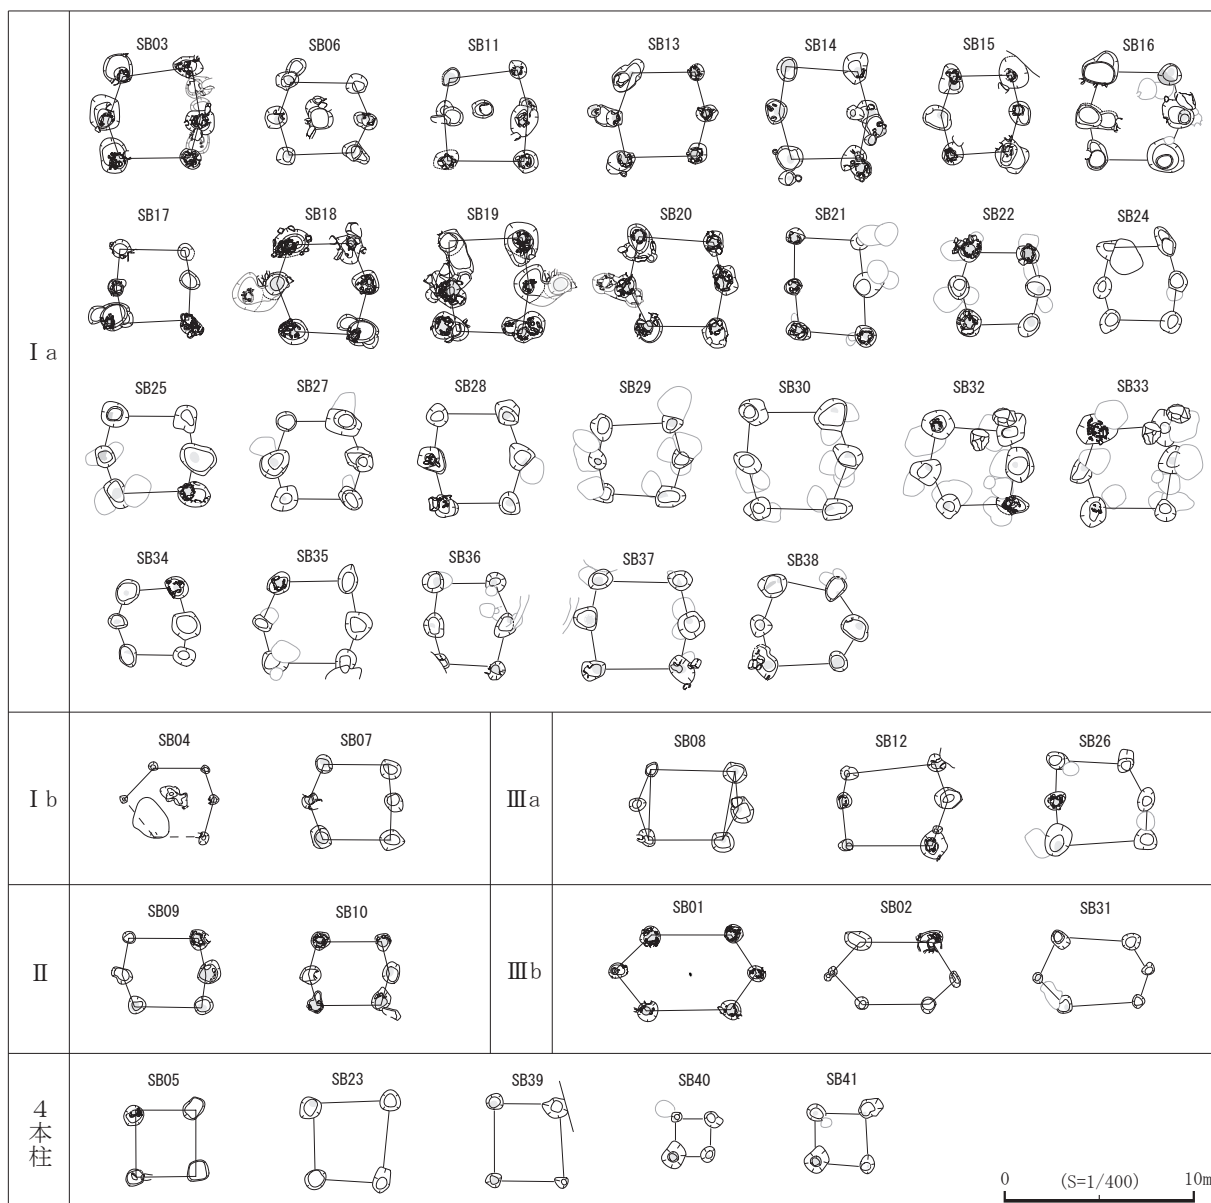 Ⅰa
SB03 SB06 SB11 SB13 SB14 SB15 SB16
SB17 SB18 SB19 SB20 SB21 SB22 SB24
SB25 SB27 SB28 SB29 SB30 SB32 SB33
SB34 SB35 SB36 SB37 SB38
Ⅰb
SB04 SB07
Ⅲa
SB08 SB12 SB26
Ⅱ
SB09 SB10
Ⅲb
SB01 SB02 SB31
4本柱
SB05 SB23 SB39 SB40 SB41
0 (S=1/400) 10m